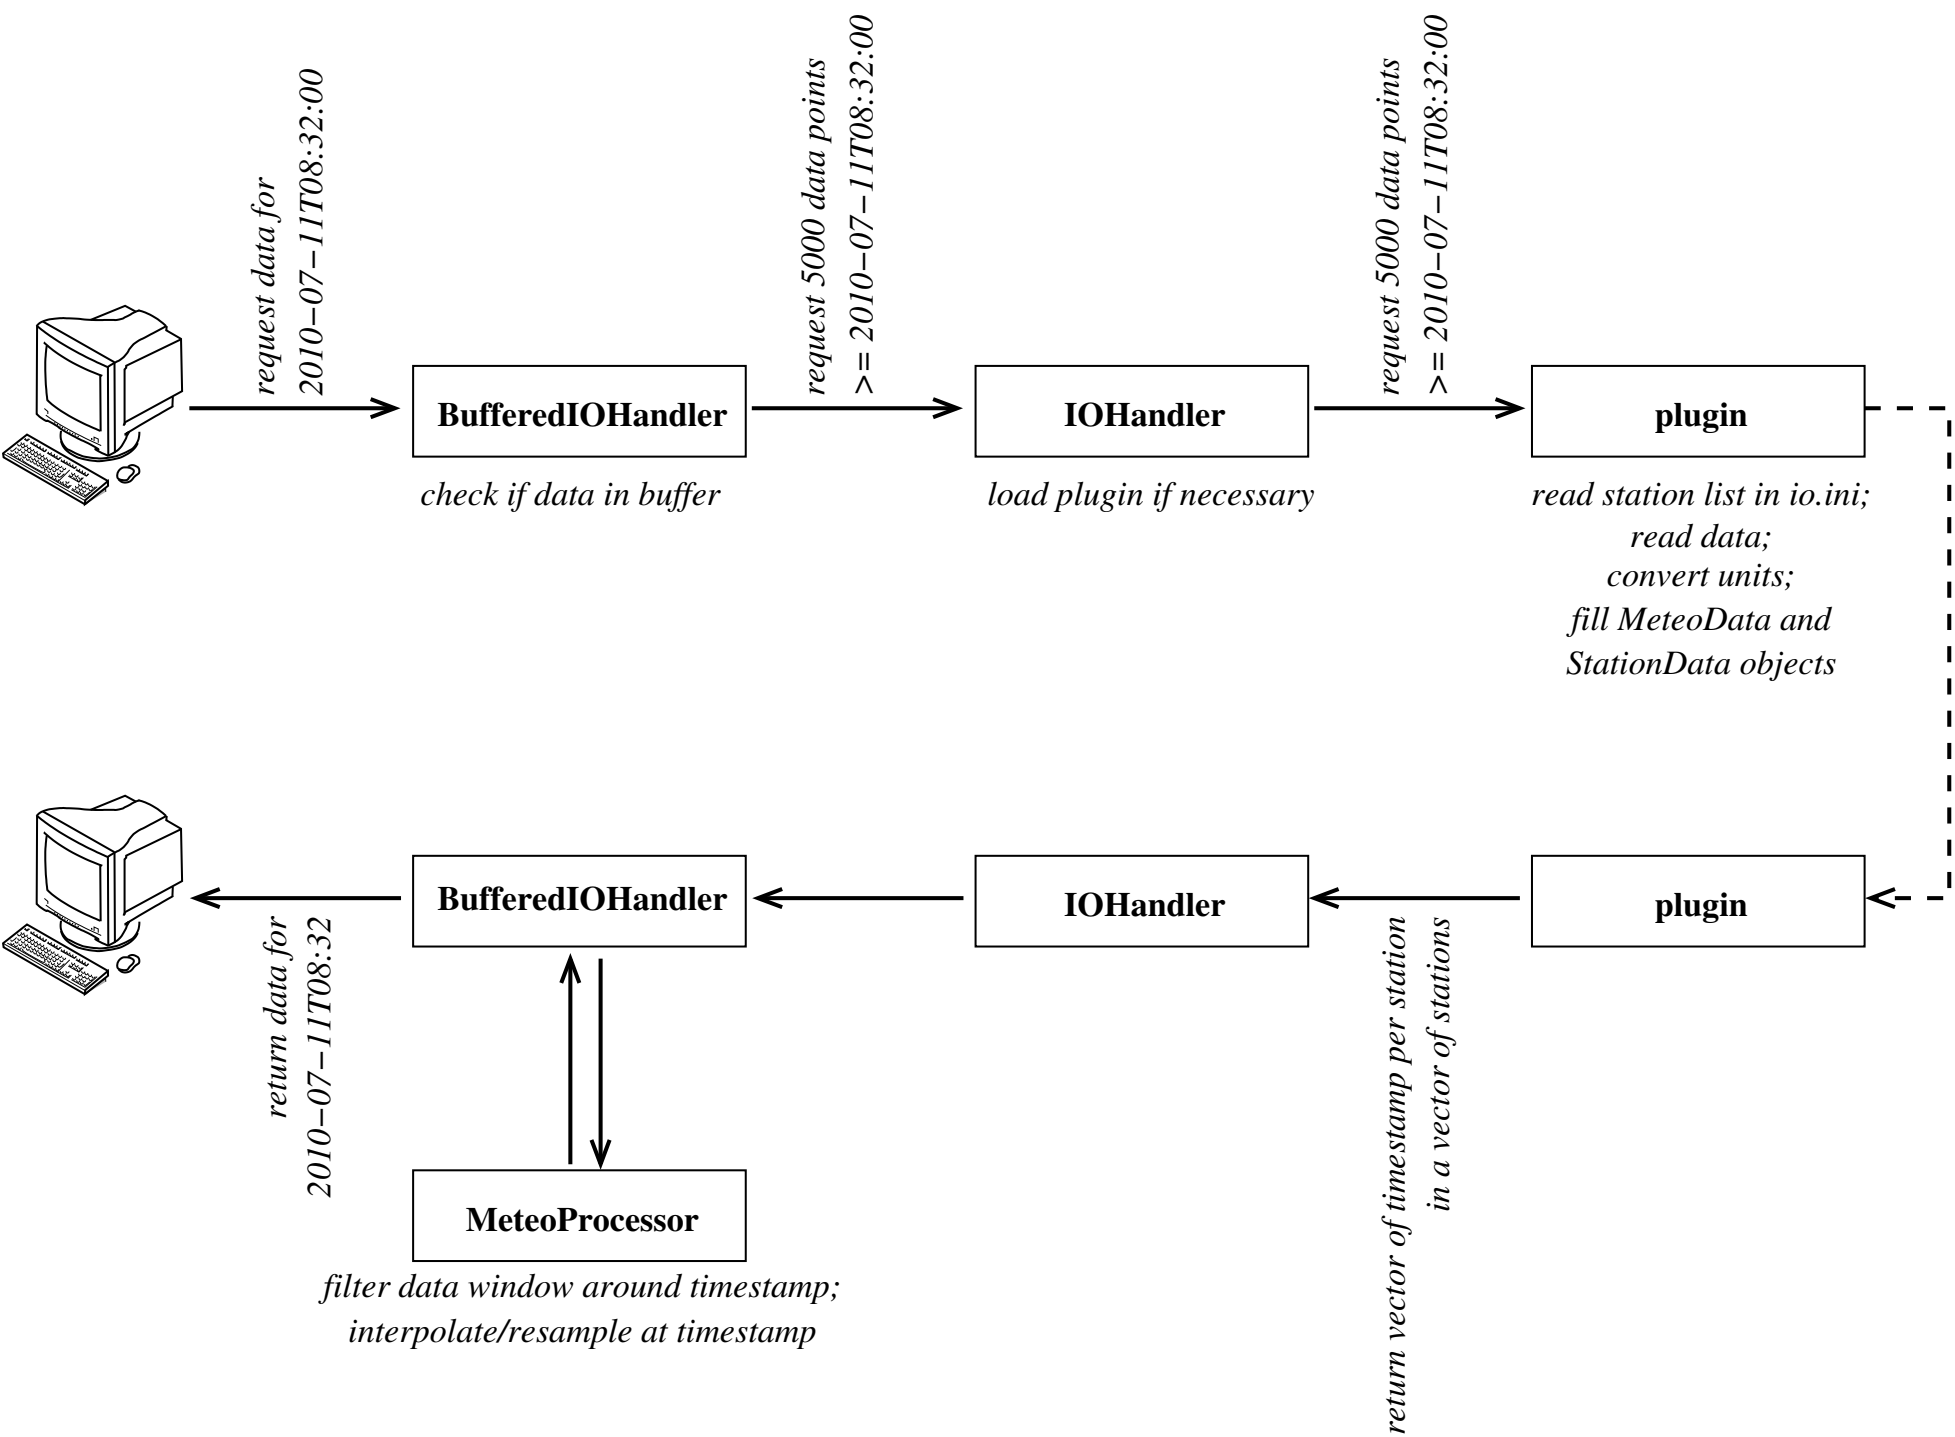 request data for
2010−07−11T08:32:00
request 5000 data points
>= 2010−07−11T08:32:00
request 5000 data points
>= 2010−07−11T08:32:00
BufferedIOHandler
IOHandler
plugin
check if data in buffer
load plugin if necessary
read station list in io.ini;
read data;
convert units;
fill MeteoData and
StationData objects
BufferedIOHandler
IOHandler
plugin
return data for
2010−07−11T08:32
return vector of timestamp per station
in a vector of stations
MeteoProcessor
filter data window around timestamp;
interpolate/resample at timestamp